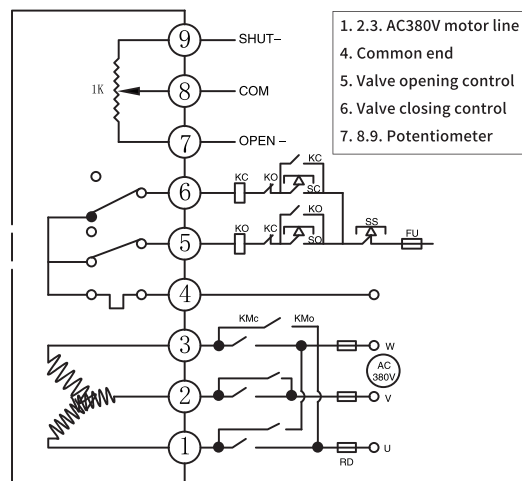 9 SHUT-
1K
8 COM
7 OPEN -
1. 2.3. AC380V motor line
4. Common end
5. Valve opening control
6. Valve closing control
7. 8.9. Potentiometer
KC
6 KC KO SC
KO
5 KO KC SO SS FU
4
KMc KMo
3 W
AC
380V
2 V
1 U
RD